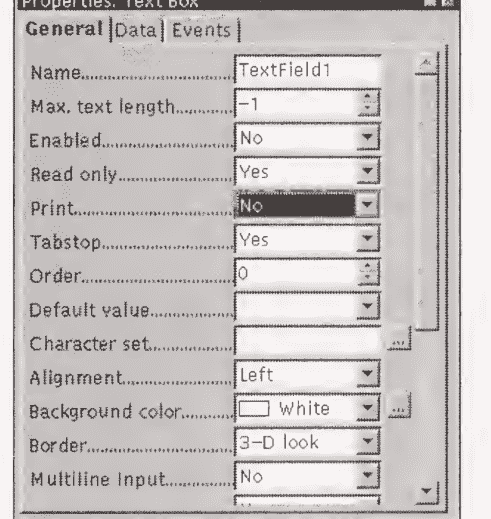 Properties: Text Box
General Data Events
Name............ TextField1
Max. text length............ -1
Enabled............ No
Read only............ Yes
Print............ No
Tabstop............ Yes
Order............ 0
Default value............
Character set............ ...
Alignment............ Left
Background color............ White ...
Border............ 3-D look
Multiline Input............ No